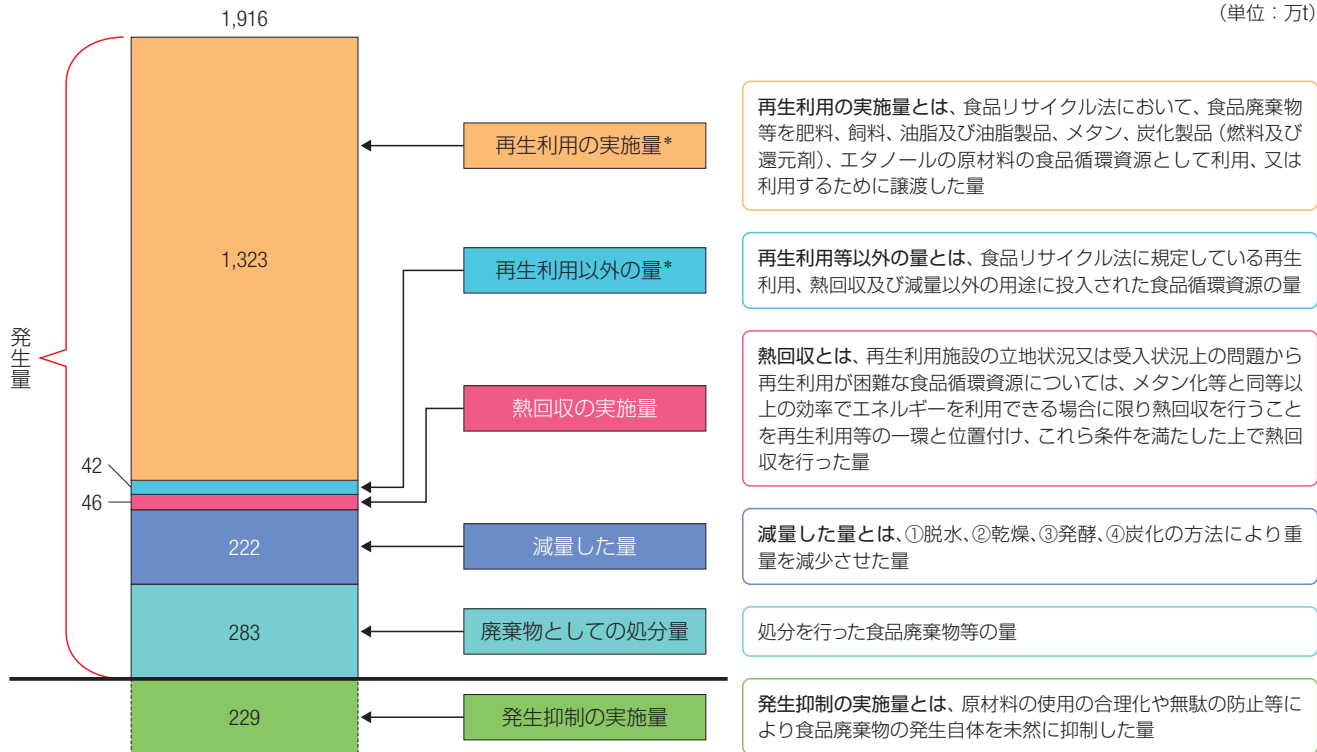 (単位：万t)
1,916
発生量
1,323
42
46
222
283
229
再生利用の実施量*
再生利用以外の量*
熱回収の実施量
減量した量
廃棄物としての処分量
発生抑制の実施量
再生利用の実施量とは、食品リサイクル法において、食品廃棄物
等を肥料、飼料、油脂及び油脂製品、メタン、炭化製品（燃料及び
還元剤）、エタノールの原材料の食品循環資源として利用、又は
利用するために譲渡した量
再生利用等以外の量とは、食品リサイクル法に規定している再生
利用、熱回収及び減量以外の用途に投入された食品循環資源の量
熱回収とは、再生利用施設の立地状況又は受入状況上の問題から
再生利用が困難な食品循環資源については、メタン化等と同等以
上の効率でエネルギーを利用できる場合に限り熱回収を行うこと
を再生利用等の一環と位置付け、これら条件を満たした上で熱回
収を行った量
減量した量とは、①脱水、②乾燥、③発酵、④炭化の方法により重
量を減少させた量
処分を行った食品廃棄物等の量
発生抑制の実施量とは、原材料の使用の合理化や無駄の防止等によ
り食品廃棄物の発生自体を未然に抑制した量